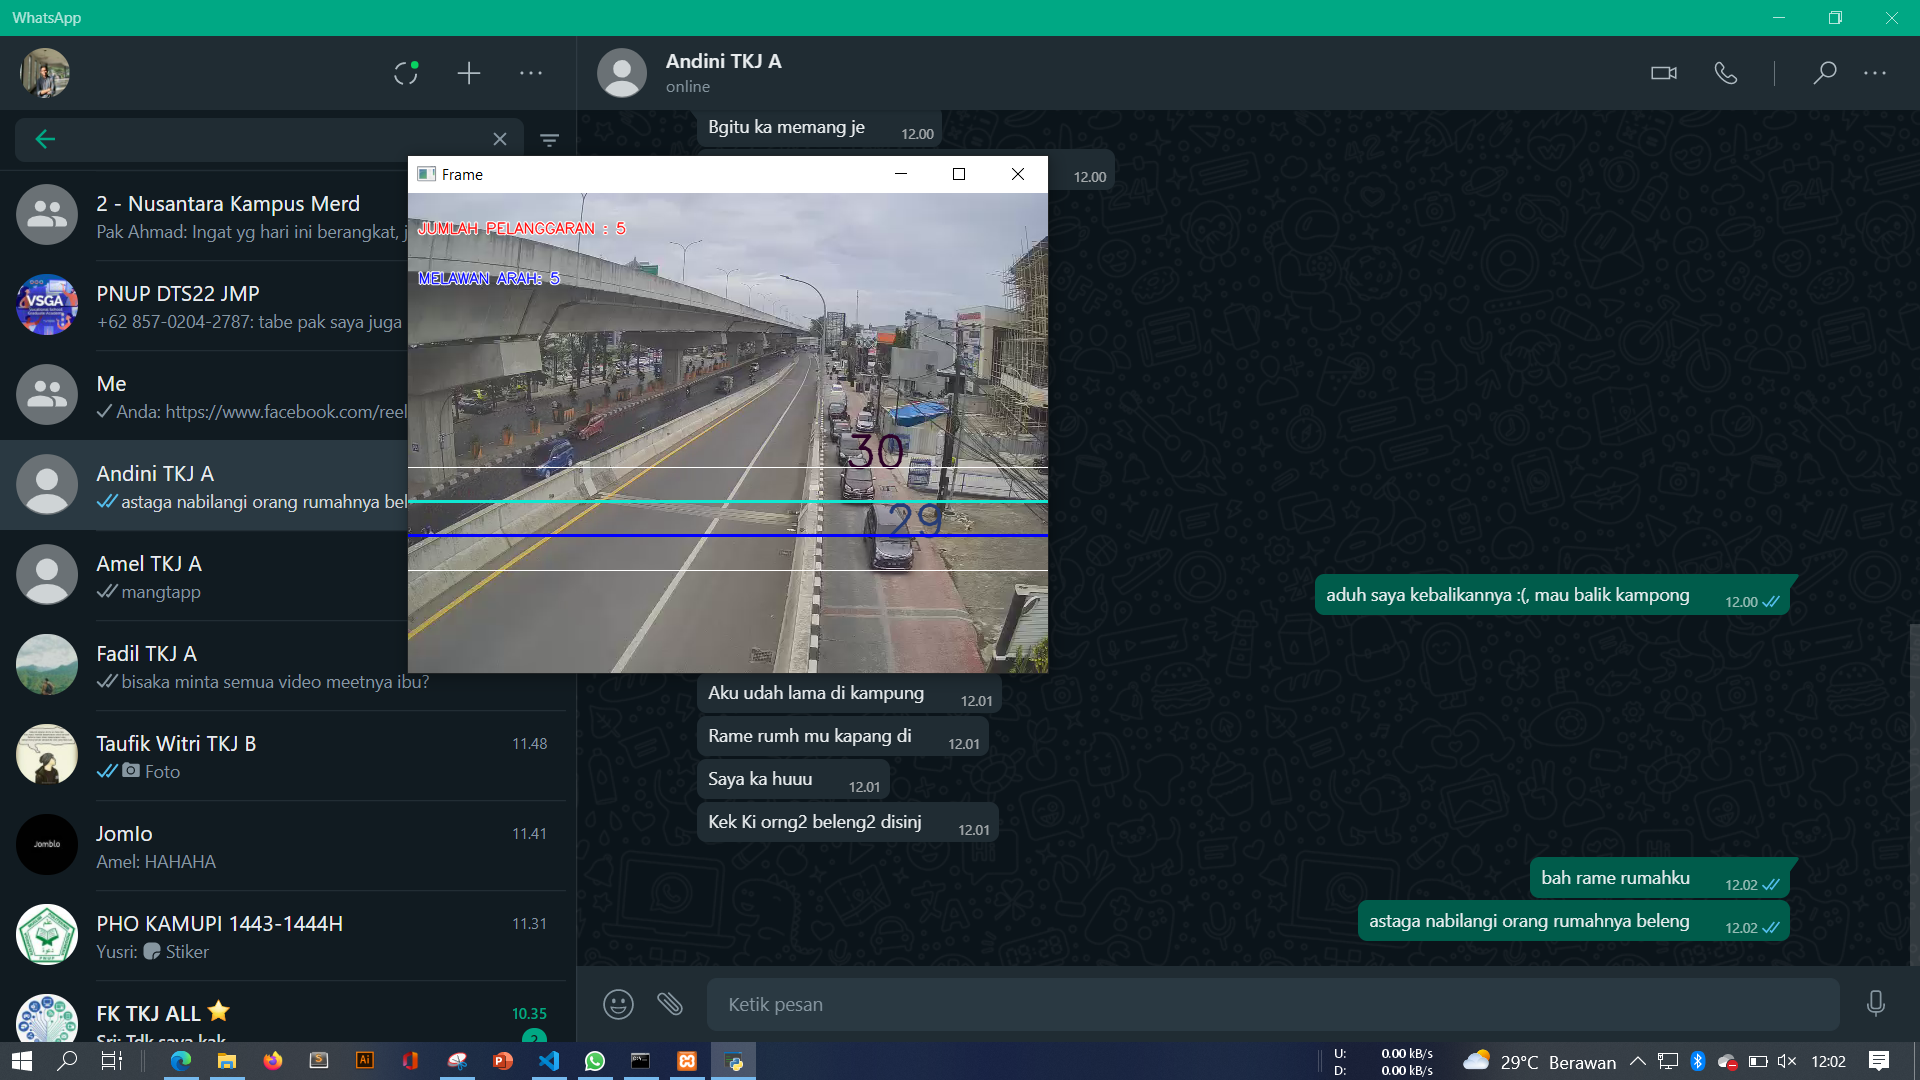 WhatsApp
Andini TKJ A
online
2 - Nusantara Kampus Merd
Pak Ahmad: Ingat yg hari ini berangkat, j
PNUP DTS22 JMP
+62 857-0204-2787: tabe pak saya juga
Me
Anda: https://www.facebook.com/reel
Andini TKJ A
astaga nabilangi orang rumahnya bel
Amel TKJ A
mangtapp
Fadil TKJ A
bisaka minta semua video meetnya ibu?
Taufik Witri TKJ B
11.48
Foto
Jomlo
11.41
Amel: HAHAHA
Jomblo
PHO KAMUPI 1443-1444H
11.31
Yusri: Stiker
FK TKJ ALL
10.35
Sri: Tdk saya kak
2
VSGA
Frame
JUMLAH PELANGGARAN : 5
MELAWAN ARAH: 5
30
29
Bgitu ka memang je
12.00
12.00
aduh saya kebalikannya :(, mau balik kampong
12.00
Aku udah lama di kampung
12.01
Rame rumh mu kapang di
12.01
Saya ka huuu
12.01
Kek Ki orng2 beleng2 disinj
12.01
bah rame rumahku
12.02
astaga nabilangi orang rumahnya beleng
12.02
Ketik pesan
U: 0.00 kB/s
D: 0.00 kB/s
29°C Berawan
12:02